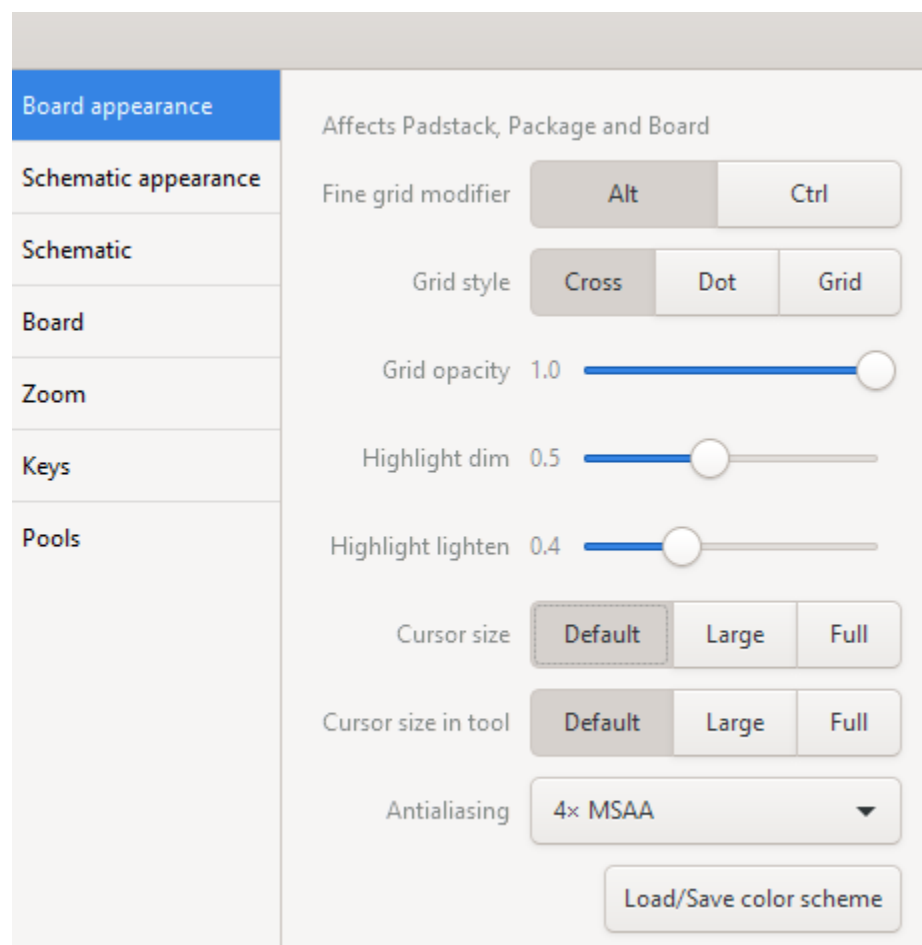 Board appearance
Schematic appearance
Schematic
Board
Zoom
Keys
Pools
Affects Padstack, Package and Board
Fine grid modifier Alt Ctrl
Grid style Cross Dot Grid
Grid opacity 1.0
Highlight dim 0.5
Highlight lighten 0.4
Cursor size Default Large Full
Cursor size in tool Default Large Full
Antialiasing 4× MSAA
Load/Save color scheme